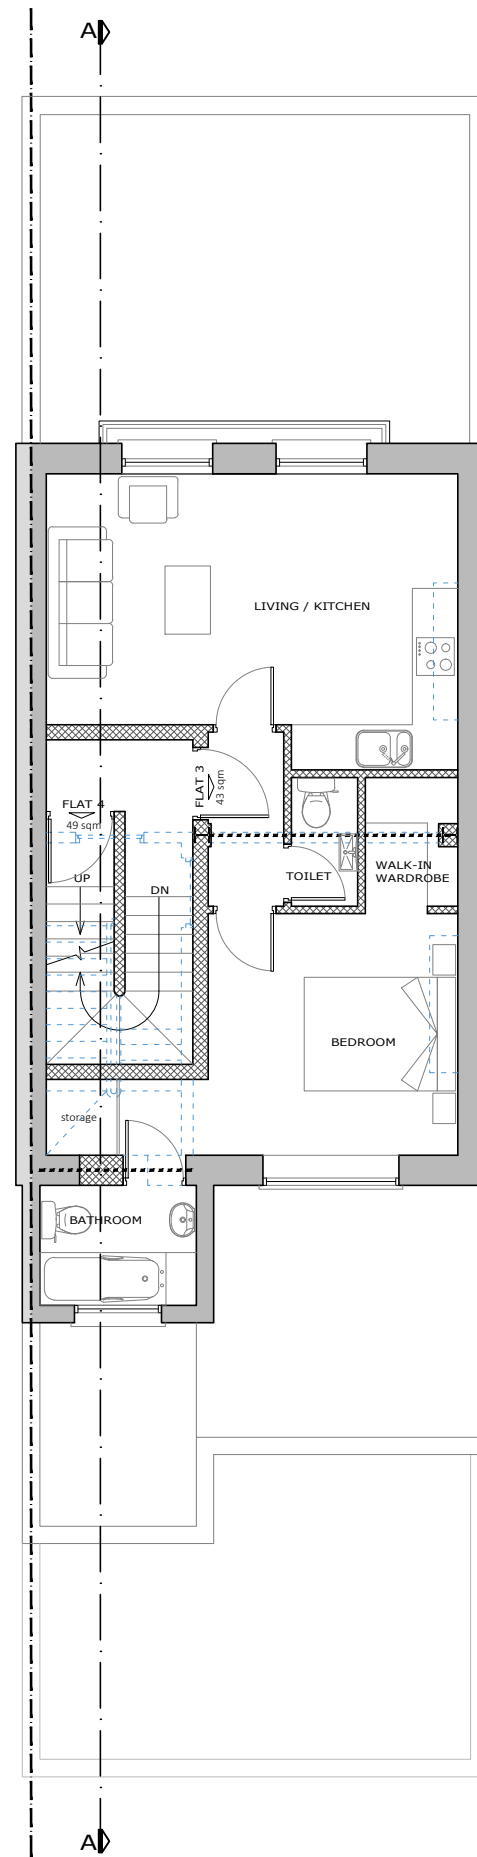 A
LIVING / KITCHEN
FLAT 3
43 sqm
FLAT 4
49 sqm
TOILET
WALK-IN
WARDROBE
UP
DN
BEDROOM
storage
BATHROOM
A